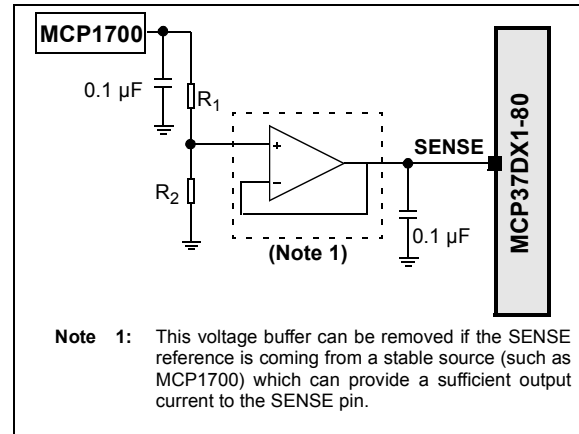 MCP1700
0.1 µF
R1
R2
+
–
SENSE
0.1 µF
(Note 1)
MCP37DX1-80
Note 1: This voltage buffer can be removed if the SENSE
reference is coming from a stable source (such as
MCP1700) which can provide a sufficient output
current to the SENSE pin.